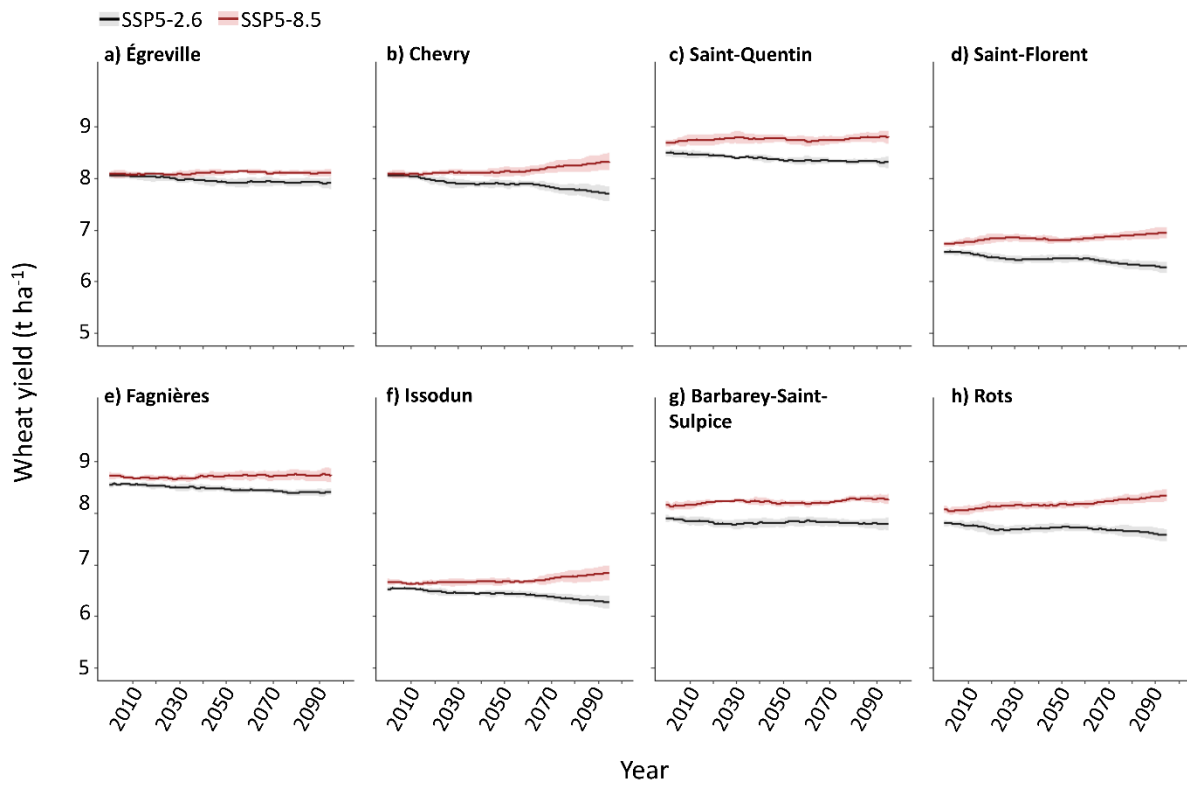 SSP5-2.6 SSP5-8.5
a) Égreville
b) Chevry
c) Saint-Quentin
d) Saint-Florent
9
8
7
6
5
Wheat yield (t ha-1)
e) Fagnières
f) Issodun
g) Barbarey-Saint-
Sulpice
h) Rots
9
8
7
6
5
2010 2030 2050 2070 2090
2010 2030 2050 2070 2090
2010 2030 2050 2070 2090
2010 2030 2050 2070 2090
Year